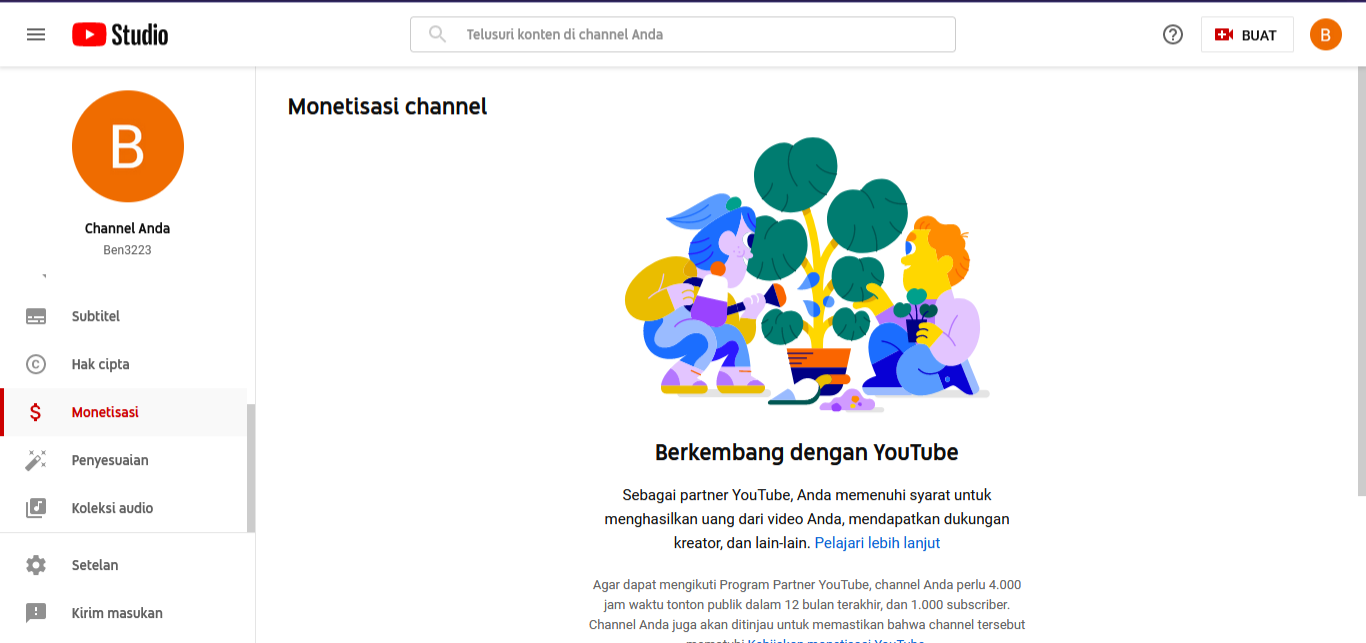 Studio
Telusuri konten di channel Anda
BUAT
B
B
Channel Anda
Ben3223
Subtitel
Hak cipta
Monetisasi
Penyesuaian
Koleksi audio
Setelan
Kirim masukan
Monetisasi channel
Berkembang dengan YouTube
Sebagai partner YouTube, Anda memenuhi syarat untuk
menghasilkan uang dari video Anda, mendapatkan dukungan
kreator, dan lain-lain. Pelajari lebih lanjut
Agar dapat mengikuti Program Partner YouTube, channel Anda perlu 4.000
jam waktu tonton publik dalam 12 bulan terakhir, dan 1.000 subscriber.
Channel Anda juga akan ditinjau untuk memastikan bahwa channel tersebut
mematuhi Kebijakan monetisasi YouTube